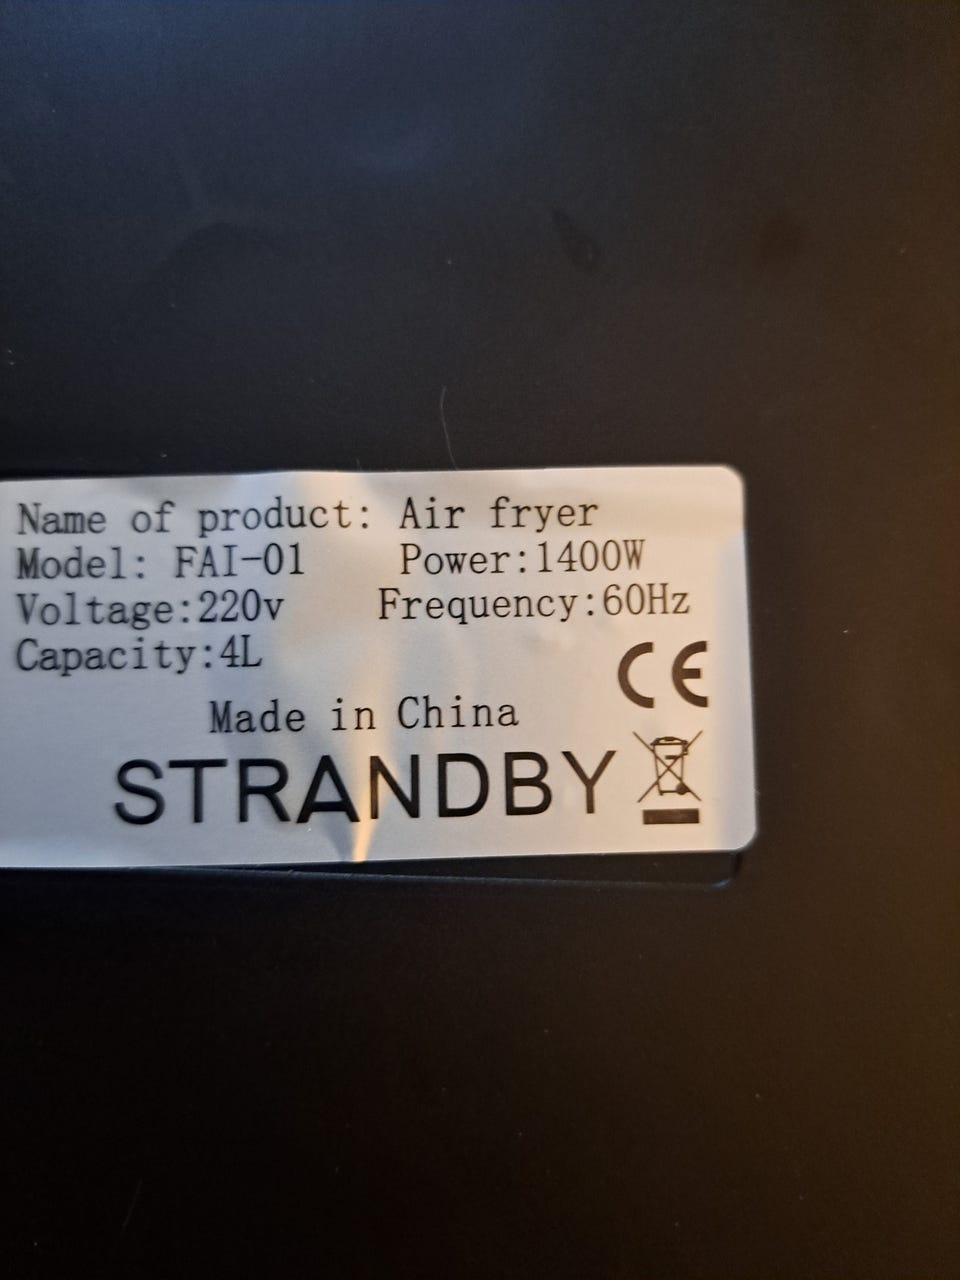 Name of product: Air fryer
Model: FAI-01 Power:1400W
Voltage:220v Frequency:60Hz
Capacity:4L
CE
Made in China
STRANDBY